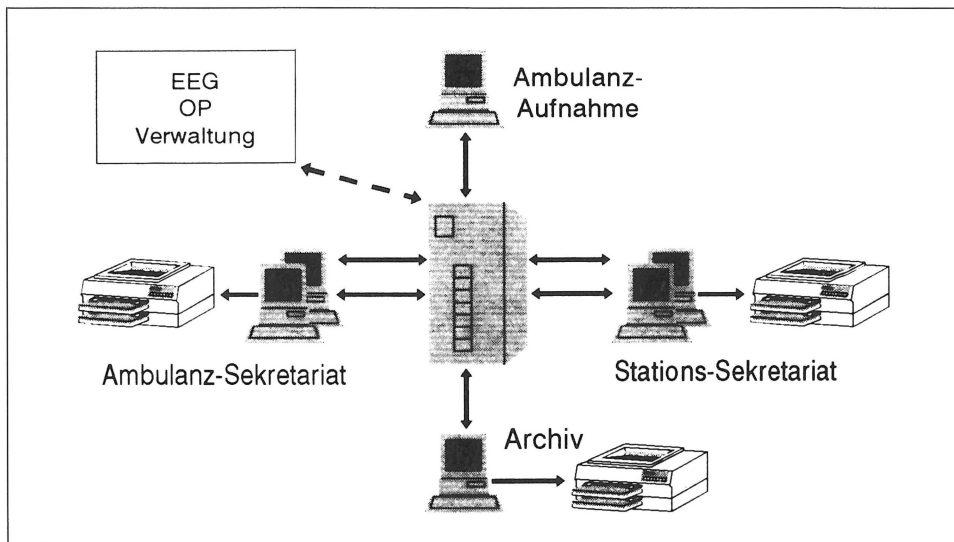 EEG
OP
Verwaltung
Ambulanz-
Aufnahme
Ambulanz-Sekretariat
Stations-Sekretariat
Archiv